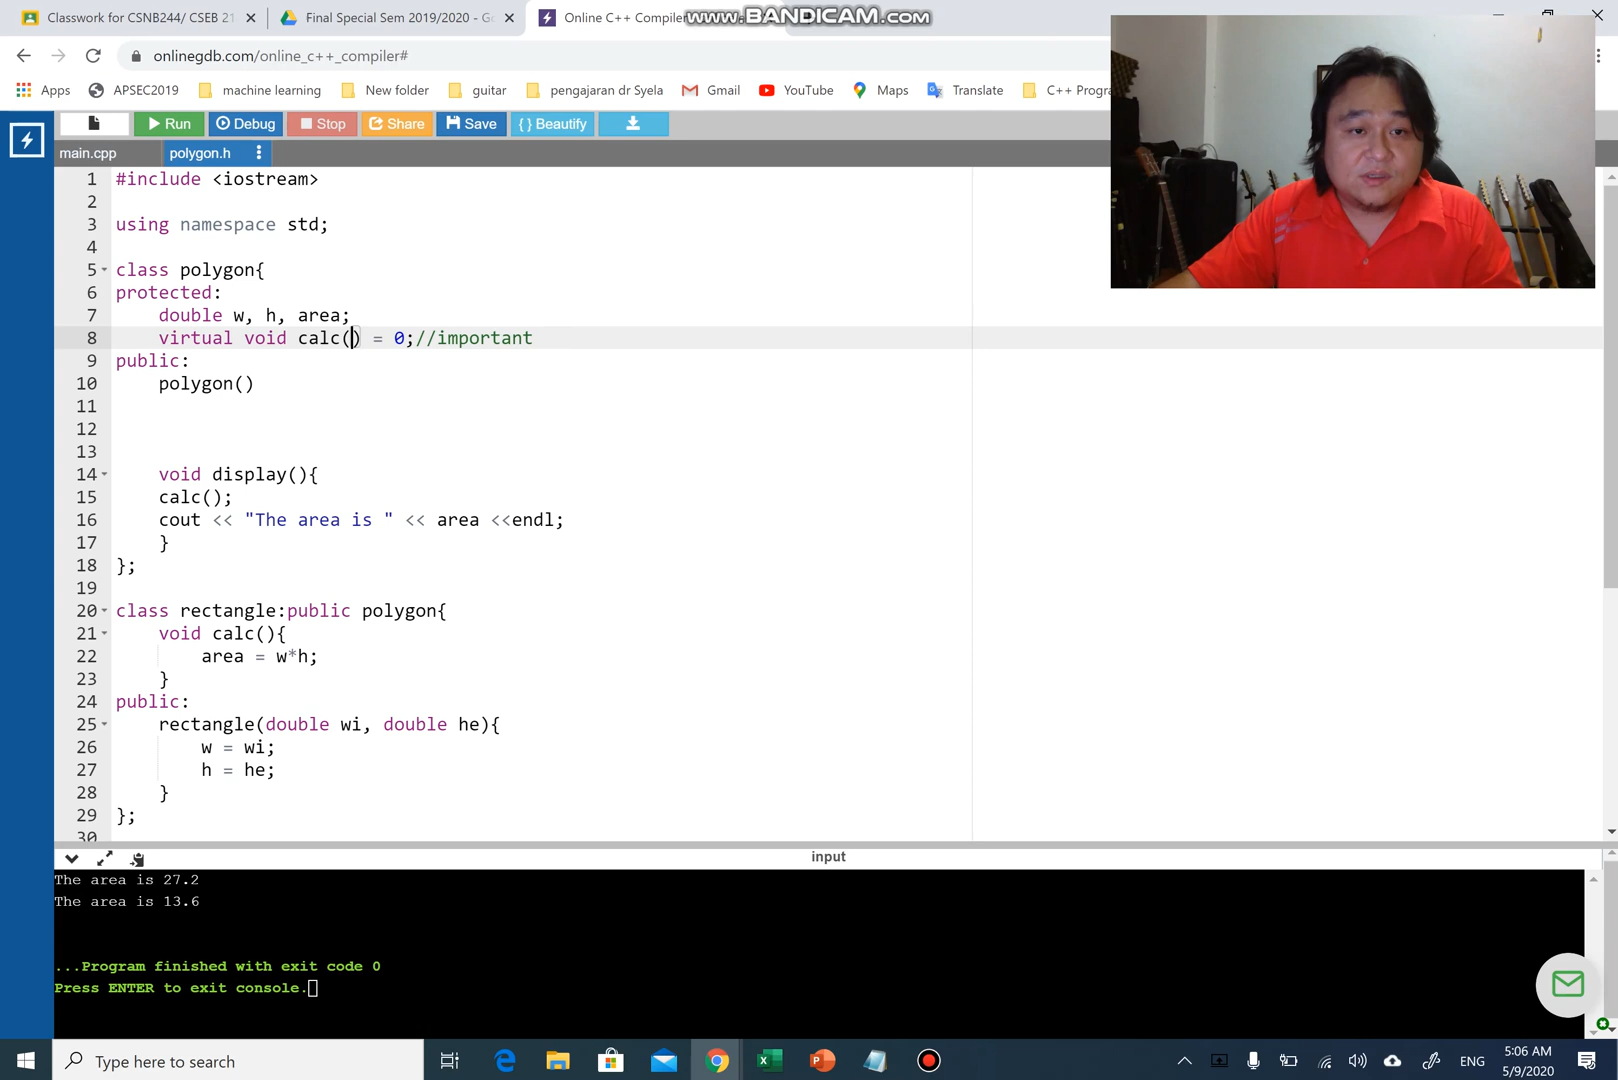 Classwork for CSNB244/ CSEB 21
Final Special Sem 2019/2020 - Go
Online C++ Compiler
www.BANDICAM.com
onlinegdb.com/online_c++_compiler#
Apps
APSEC2019
machine learning
New folder
guitar
pengajaran dr Syela
Gmail
YouTube
Maps
Translate
C++ Progra
Run
Debug
Stop
Share
Save
{ } Beautify
main.cpp
polygon.h
1 #include <iostream>
2
3 using namespace std;
4
5 class polygon{
6 protected:
7 double w, h, area;
8 virtual void calc() = 0;//important
9 public:
10 polygon()
11
12
13
14 void display(){
15 calc();
16 cout << "The area is " << area <<endl;
17 }
18 };
19
20 class rectangle:public polygon{
21 void calc(){
22 area = w*h;
23 }
24 public:
25 rectangle(double wi, double he){
26 w = wi;
27 h = he;
28 }
29 };
30
input
The area is 27.2
The area is 13.6
...Program finished with exit code 0
Press ENTER to exit console.
Type here to search
ENG
5:06 AM
5/9/2020